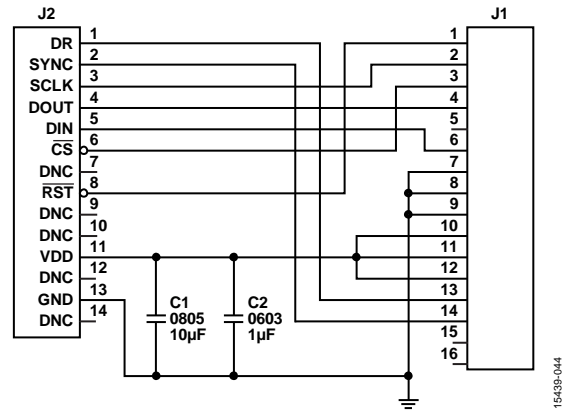 J2 J1
DR 1 1
SYNC 2 2
SCLK 3 3
DOUT 4 4
DIN 5 5
CS 6 6
DNC 7 7
RST 8 8
DNC 9 9
DNC 10 10
VDD 11 11
DNC 12 12
GND 13 13
DNC 14 14
15
16
C1
0805
10µF
C2
0603
1µF
15439-044